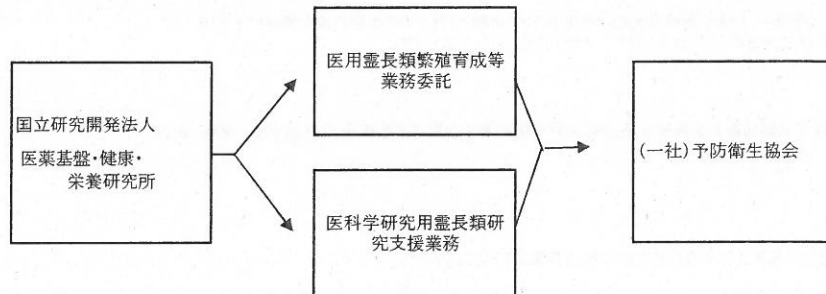 国立研究開発法人
医薬基盤・健康・
栄養研究所
医用霊長類繁殖育成等
業務委託
医科学研究用霊長類研
究支援業務
(一社)予防衛生協会